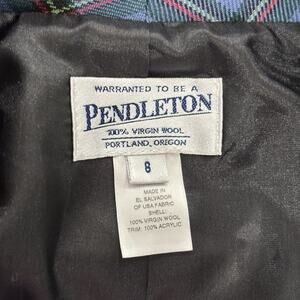 WARRANTED TO BE A
PENDLETON
100% VIRGIN WOOL
PORTLAND, OREGON
8
MADE IN
EL SALVADOR
OF USA FABRIC
SHELL:
100% VIRGIN WOOL
TRIM: 100% ACRYLIC